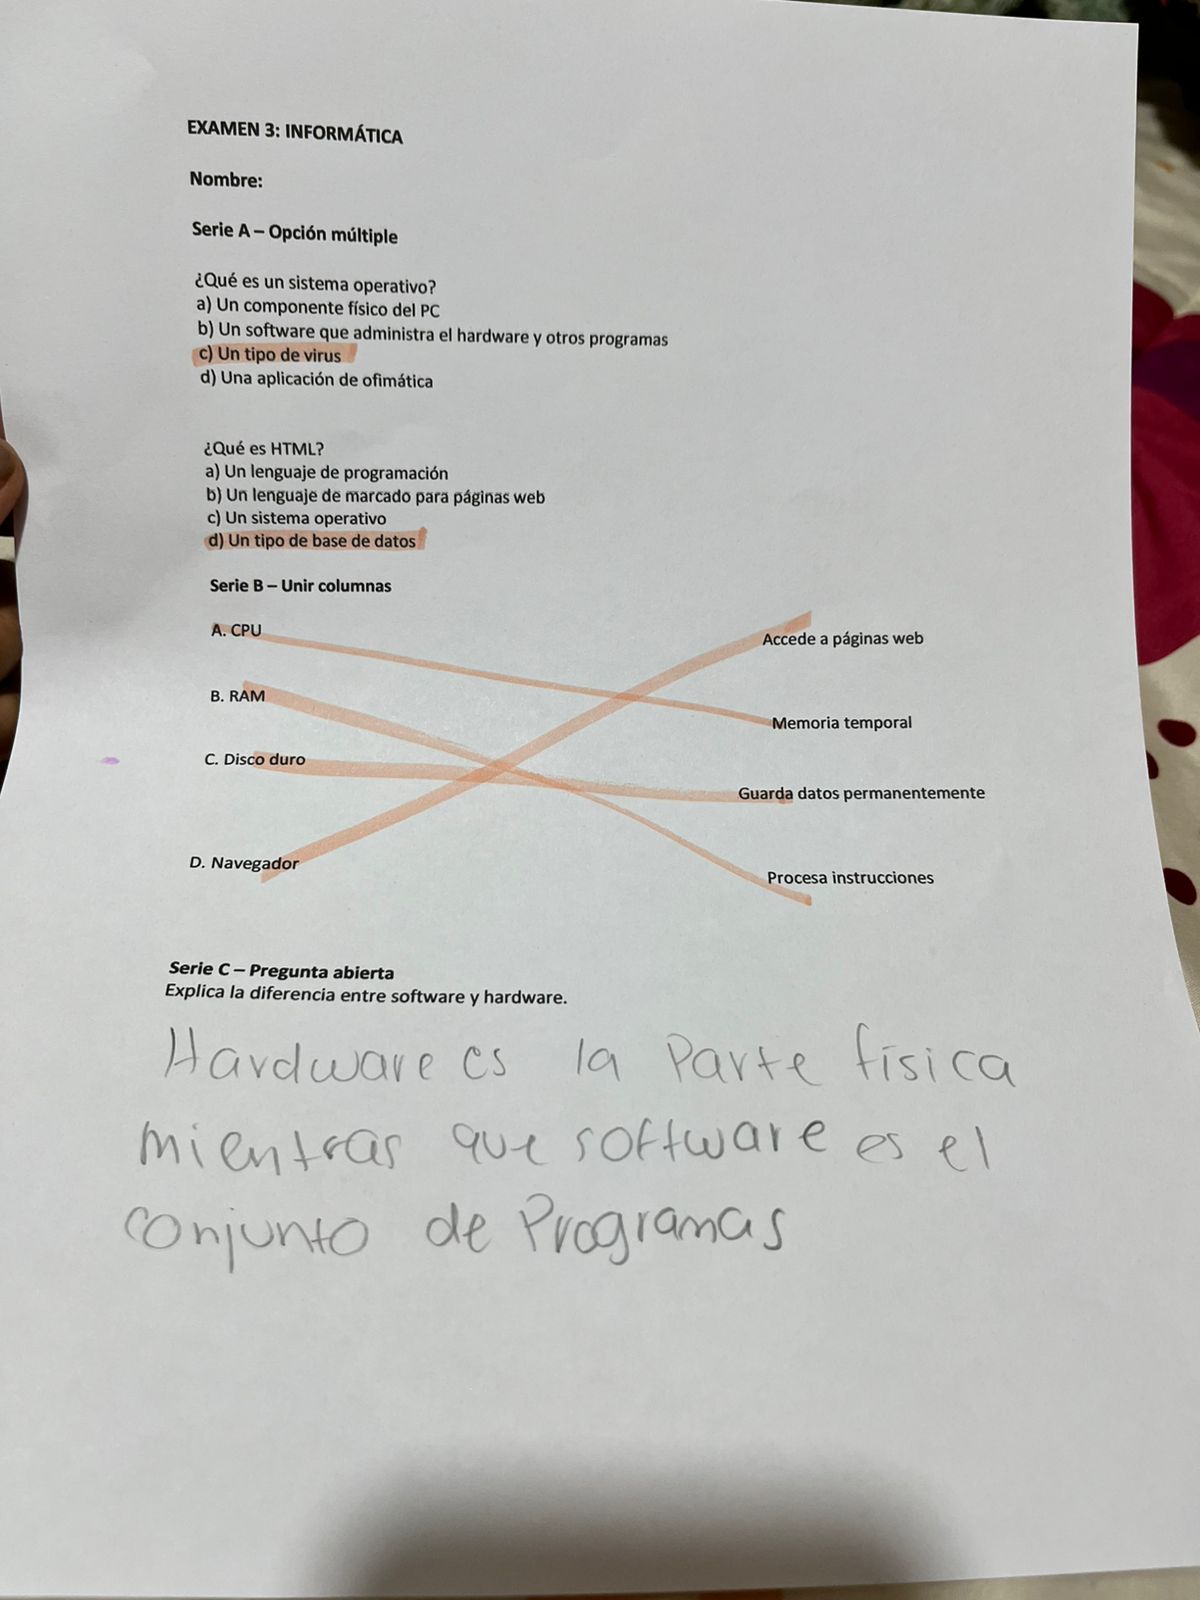 EXAMEN 3: INFORMÁTICA
Nombre:
Serie A – Opción múltiple
¿Qué es un sistema operativo?
a) Un componente físico del PC
b) Un software que administra el hardware y otros programas
c) Un tipo de virus
d) Una aplicación de ofimática
¿Qué es HTML?
a) Un lenguaje de programación
b) Un lenguaje de marcado para páginas web
c) Un sistema operativo
d) Un tipo de base de datos
Serie B – Unir columnas
A. CPU
Accede a páginas web
B. RAM
Memoria temporal
C. Disco duro
Guarda datos permanentemente
D. Navegador
Procesa instrucciones
Serie C – Pregunta abierta
Explica la diferencia entre software y hardware.
Hardware es la Parte física
mientras que software es el
conjunto de Programas